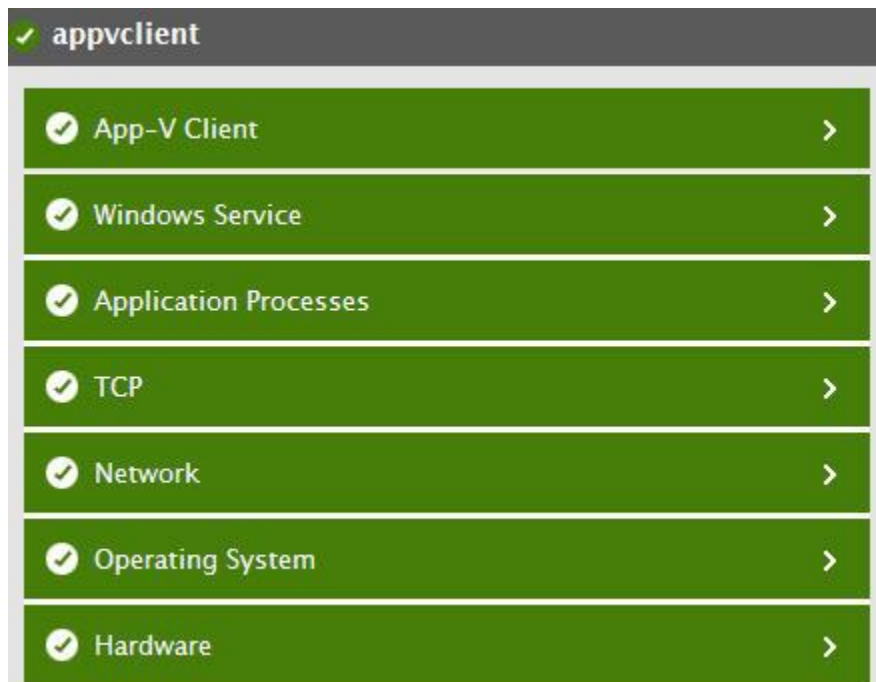 appvclient
App-V Client
Windows Service
Application Processes
TCP
Network
Operating System
Hardware